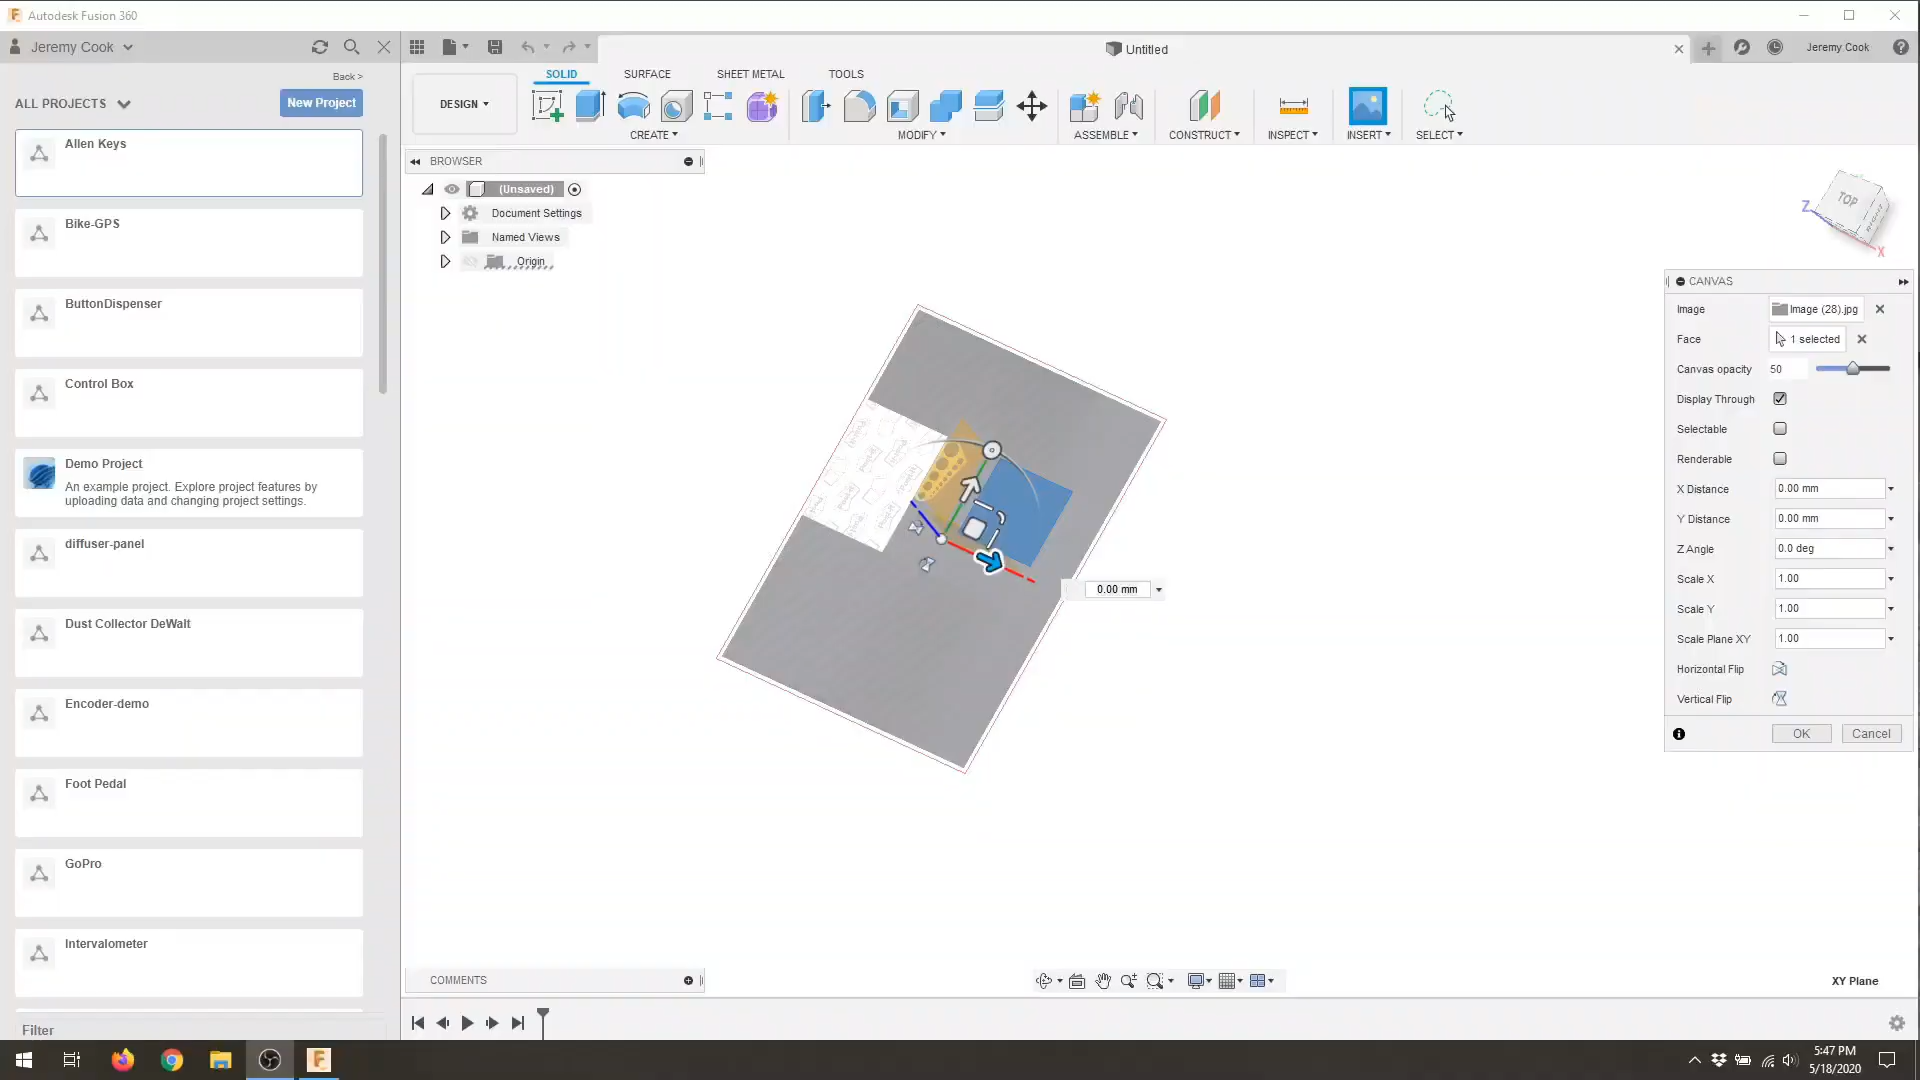 Autodesk Fusion 360
Jeremy Cook
Untitled
Jeremy Cook
Back >
ALL PROJECTS
New Project
Allen Keys
Bike-GPS
ButtonDispenser
Control Box
Demo Project
An example project. Explore project features by
uploading data and changing project settings.
diffuser-panel
Dust Collector DeWalt
Encoder-demo
Foot Pedal
GoPro
Intervalometer
Filter
DESIGN
SOLID
SURFACE
SHEET METAL
TOOLS
CREATE
MODIFY
ASSEMBLE
CONSTRUCT
INSPECT
INSERT
SELECT
BROWSER
(Unsaved)
Document Settings
Named Views
Origin
TOP
RIGHT
Z
X
0.00 mm
CANVAS
Image
Image (28).jpg
Face
1 selected
Canvas opacity
50
Display Through
Selectable
Renderable
X Distance
0.00 mm
Y Distance
0.00 mm
Z Angle
0.0 deg
Scale X
1.00
Scale Y
1.00
Scale Plane XY
1.00
Horizontal Flip
Vertical Flip
OK
Cancel
COMMENTS
XY Plane
5:47 PM
5/18/2020